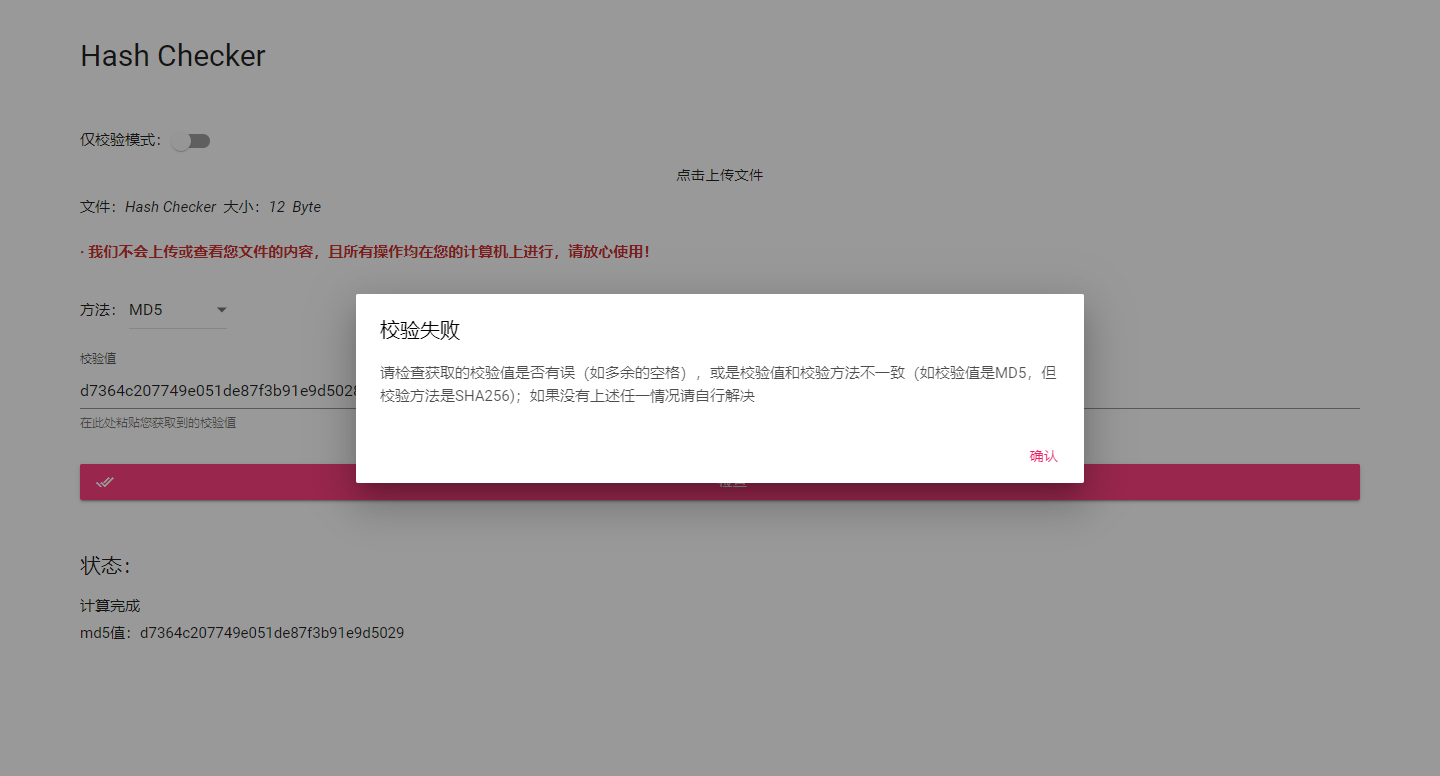 Hash Checker
仅校验模式：
点击上传文件
文件：Hash Checker 大小：12 Byte
· 我们不会上传或查看您文件的内容，且所有操作均在您的计算机上进行，请放心使用！
方法： MD5
校验值
d7364c207749e051de87f3b91e9d5028
在此处粘贴您获取到的校验值
校验失败
请检查获取的校验值是否有误（如多余的空格），或是校验值和校验方法不一致（如校验值是MD5，但
校验方法是SHA256)；如果没有上述任一情况请自行解决
确认
状态：
计算完成
md5值：d7364c207749e051de87f3b91e9d5029